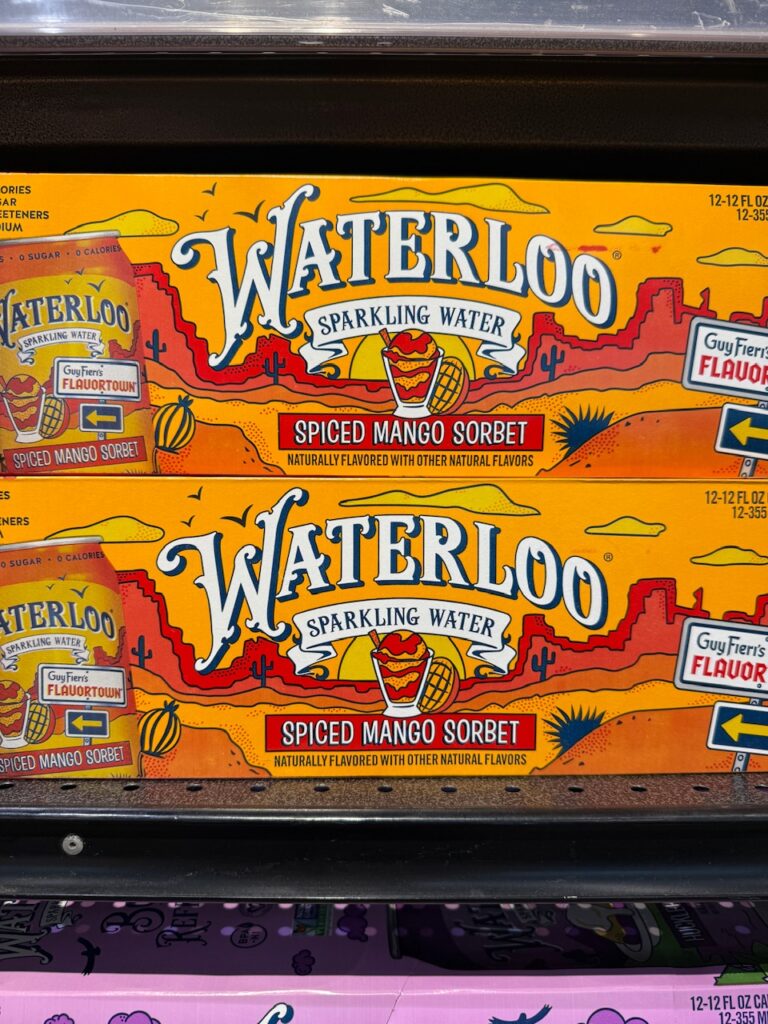 ORIES
GAR
EETENERS
DIUM
12-12 FL OZ
12-355
WATERLOO®
SPARKLING WATER
SPICED MANGO SORBET
NATURALLY FLAVORED WITH OTHER NATURAL FLAVORS
S • 0 SUGAR • 0 CALORIES
WATERLOO
SPARKLING WATER
Guy Fieri's
FLAVORTOWN
SPICED MANGO SORBET
Guy Fieri's
FLAVOR
ES
ENERS
12-12 FL OZ
12-355
WATERLOO®
SPARKLING WATER
SPICED MANGO SORBET
NATURALLY FLAVORED WITH OTHER NATURAL FLAVORS
0 SUGAR • 0 CALORIES
ATERLOO
SPARKLING WATER
Guy Fieri's
FLAVORTOWN
SPICED MANGO SORBET
Guy Fieri's
FLAVOR
12-12 FL OZ CA
12-355 M